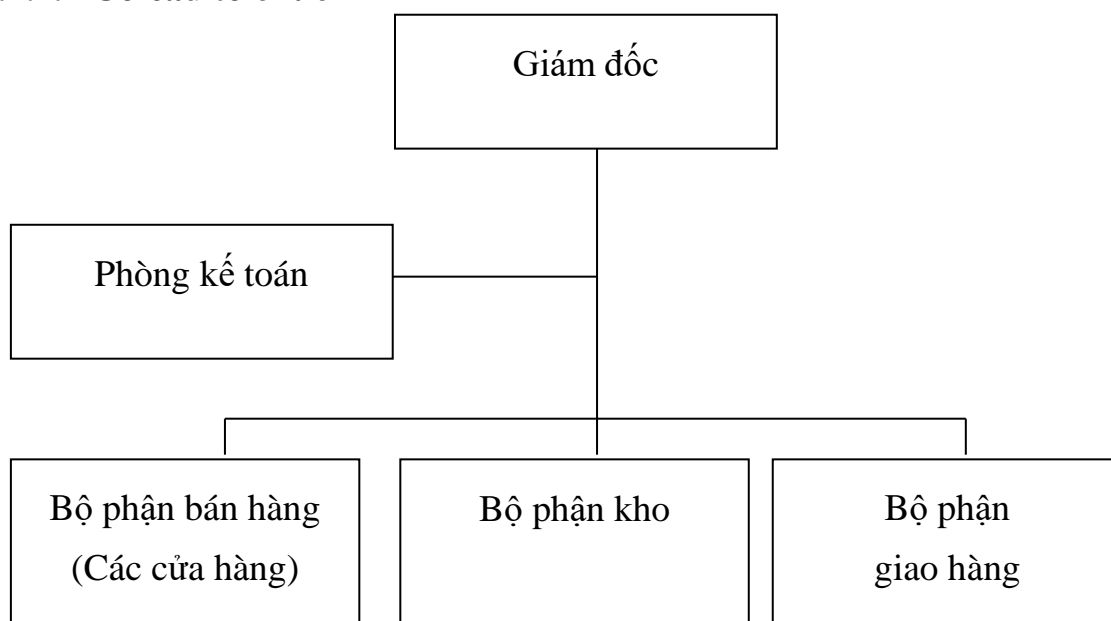 Giám đốc
Phòng kế toán
Bộ phận bán hàng
(Các cửa hàng)
Bộ phận kho
Bộ phận
giao hàng